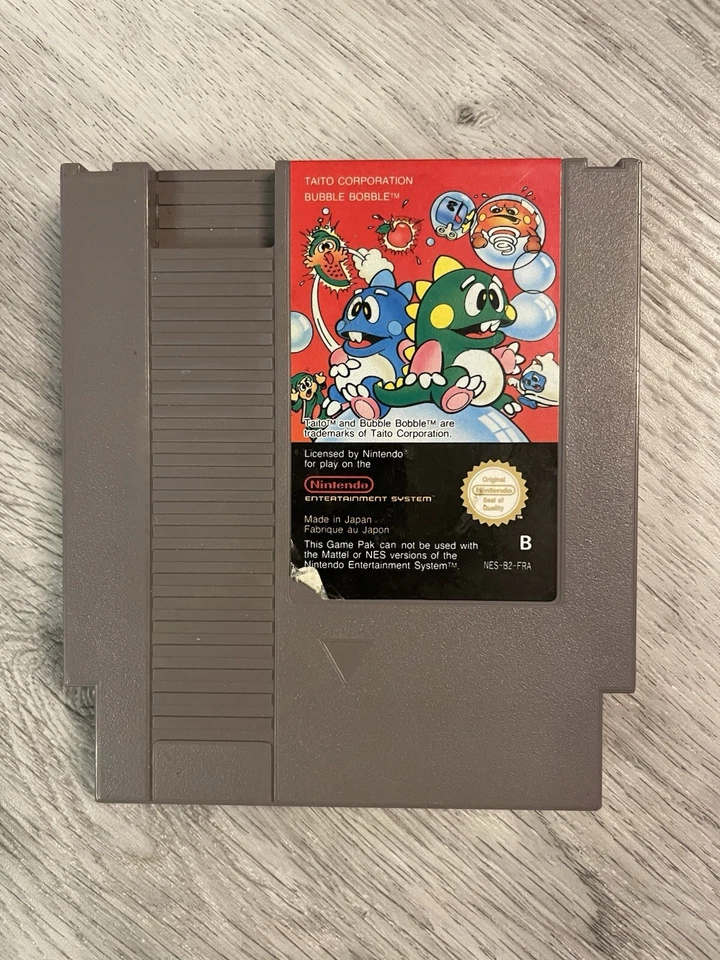 TAITO CORPORATION
BUBBLE BOBBLE™
Taito™ and Bubble Bobble™ are
trademarks of Taito Corporation.
Licensed by Nintendo®
for play on the
Nintendo®
ENTERTAINMENT SYSTEM™
Original
Nintendo
Seal of
Quality
TM
Made in Japan
Fabriqué au Japon
This Game Pak can not be used with
the Mattel or NES versions of the
Nintendo Entertainment System™.
B
NES-B2-FRA